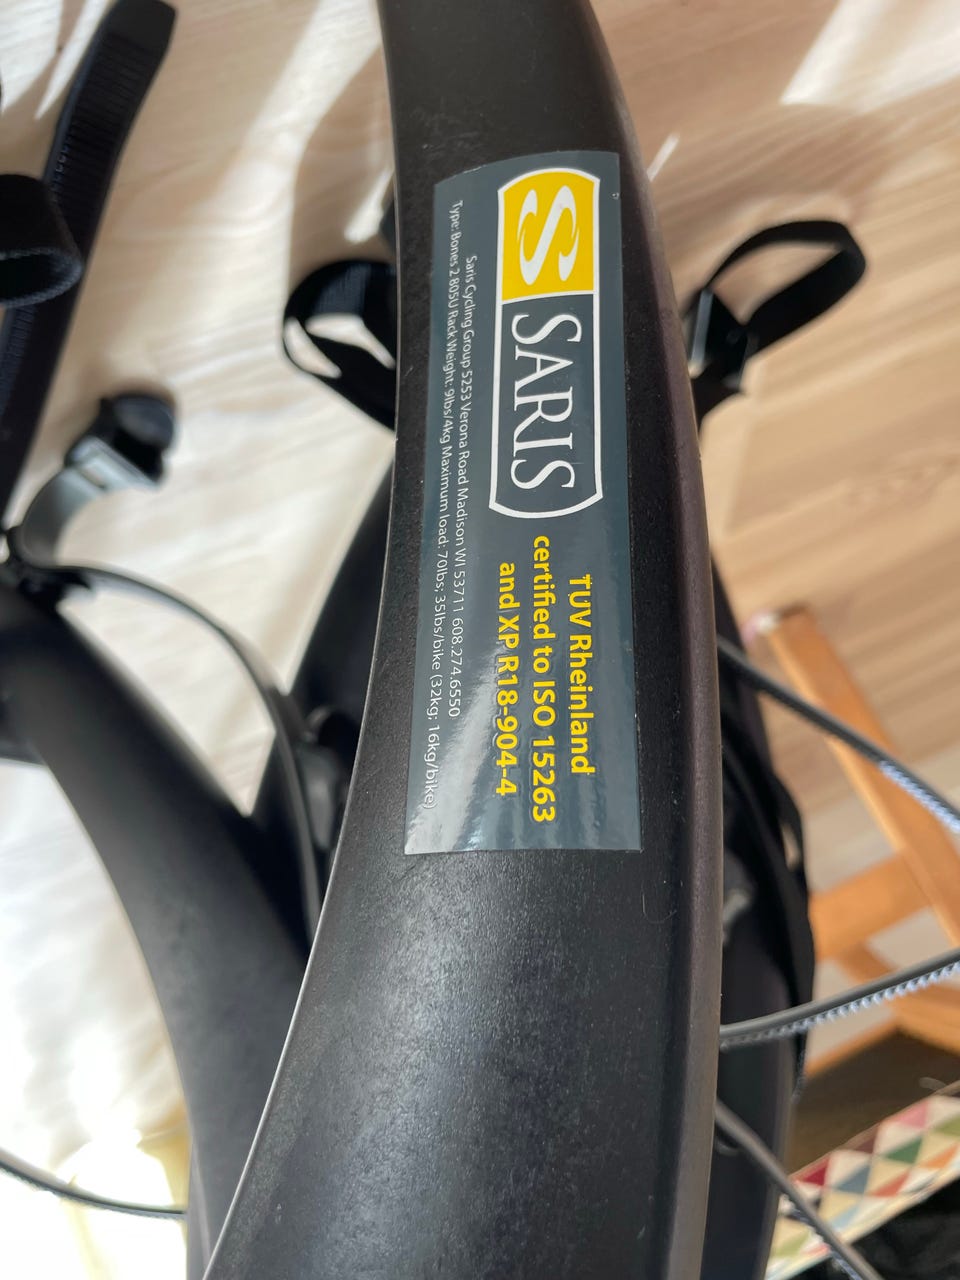 S SARIS
TUV Rheinland
certified to ISO 15263
and XP R18-904-4
Saris Cycling Group 5253 Verona Road Madison WI 53711 608.274.6550
Type: Bones 2 805U Rack Weight: 9lbs/4kg Maximum load: 70lbs; 35lbs/bike (32kg; 16kg/bike)